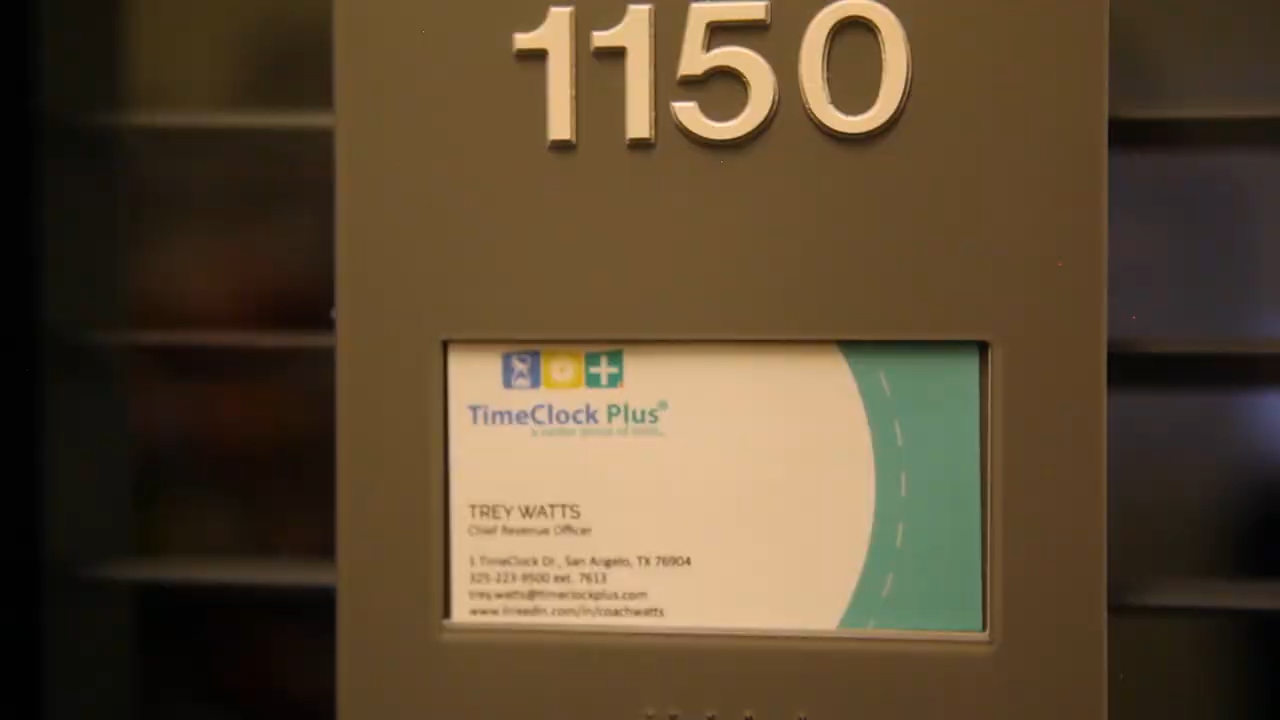 1150
TimeClock Plus®
TREY WATTS
Chief Revenue Officer
1 TimeClock Dr., San Angelo, TX 76904
325-223-9500 ext. 7613
trey.watts@timeclockplus.com
www.linkedin.com/in/coachwatts